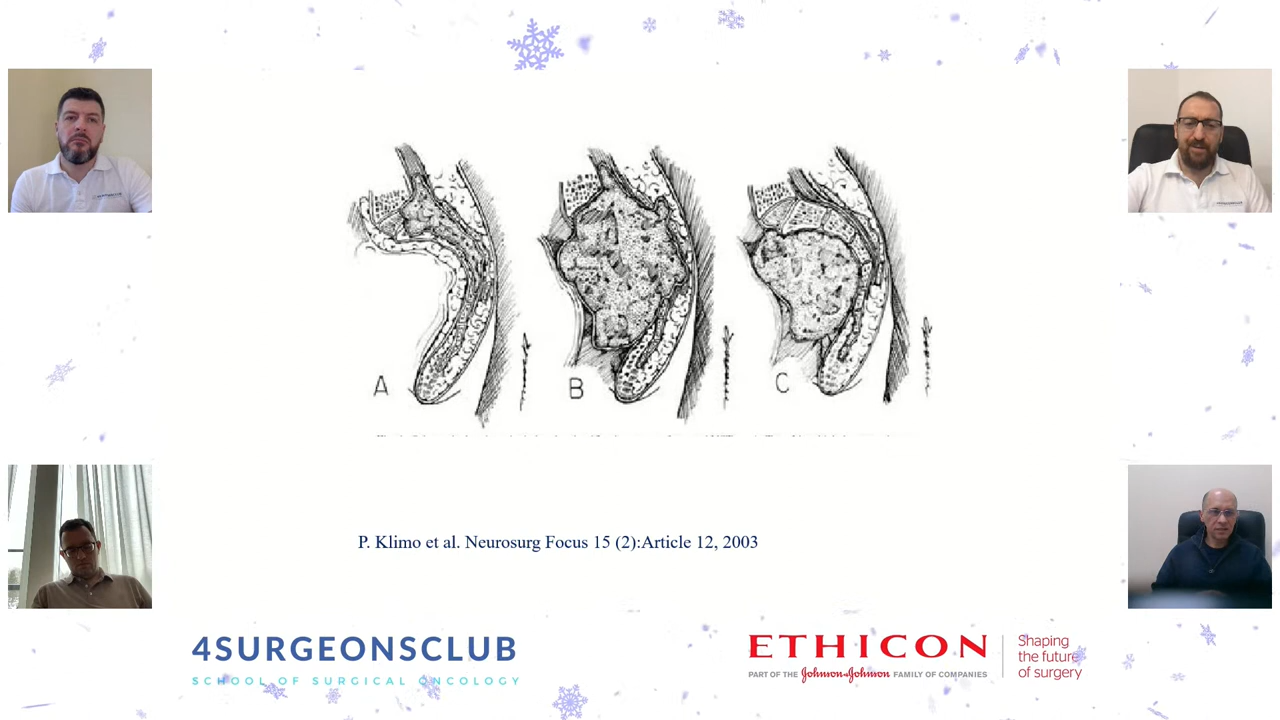 A
B
C
P. Klimo et al. Neurosurg Focus 15 (2):Article 12, 2003
4SURGEONSCLUB
SCHOOL OF SURGICAL ONCOLOGY
ETHICON
PART OF THE Johnson & Johnson FAMILY OF COMPANIES
Shaping
the future
of surgery